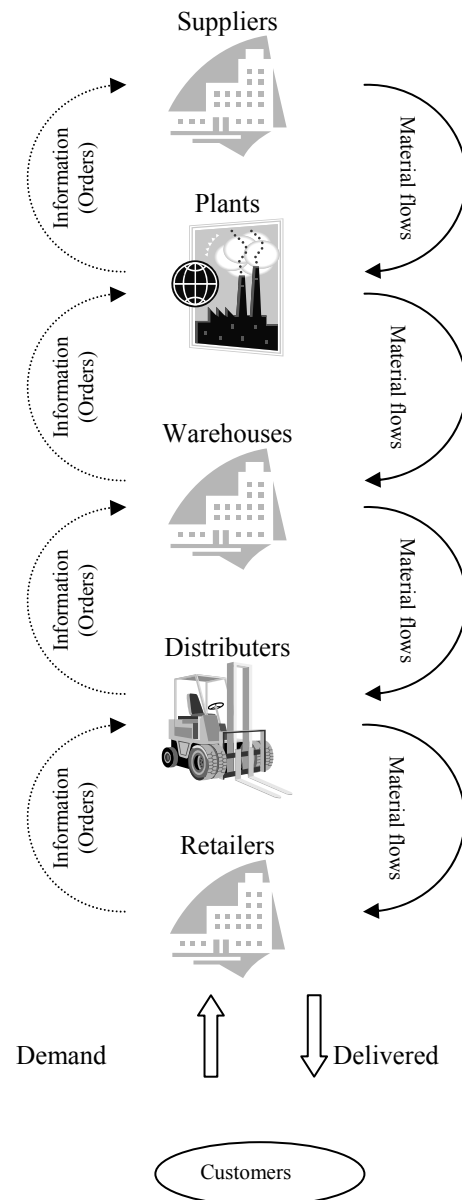 Suppliers
Information
(Orders)
Material flows
Plants
Information
(Orders)
Material flows
Warehouses
Information
(Orders)
Material flows
Distributers
Information
(Orders)
Material flows
Retailers
Demand
Delivered
Customers